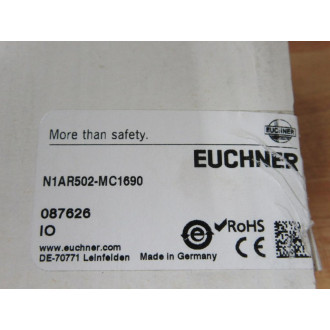 EUCHNER
More than safety.
EUCHNER
N1AR502-MC1690
087626
IO
RoHS
www.euchner.com
DE-70771 Leinfelden Made in Germany
CE